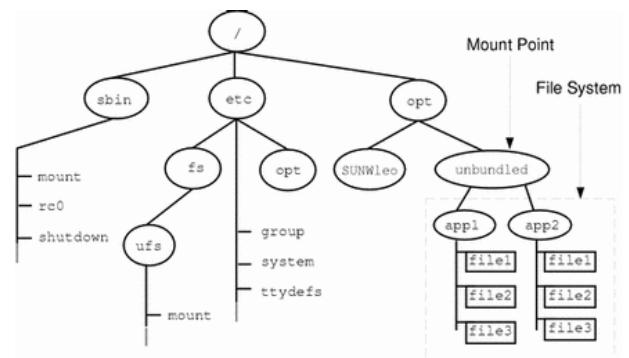 /
Mount Point
File System
sbin
etc
opt
mount
rc0
shutdown
fs
opt
SUNWleo
unbundled
ufs
group
system
ttydefs
mount
app1
app2
file1
file1
file2
file2
file3
file3